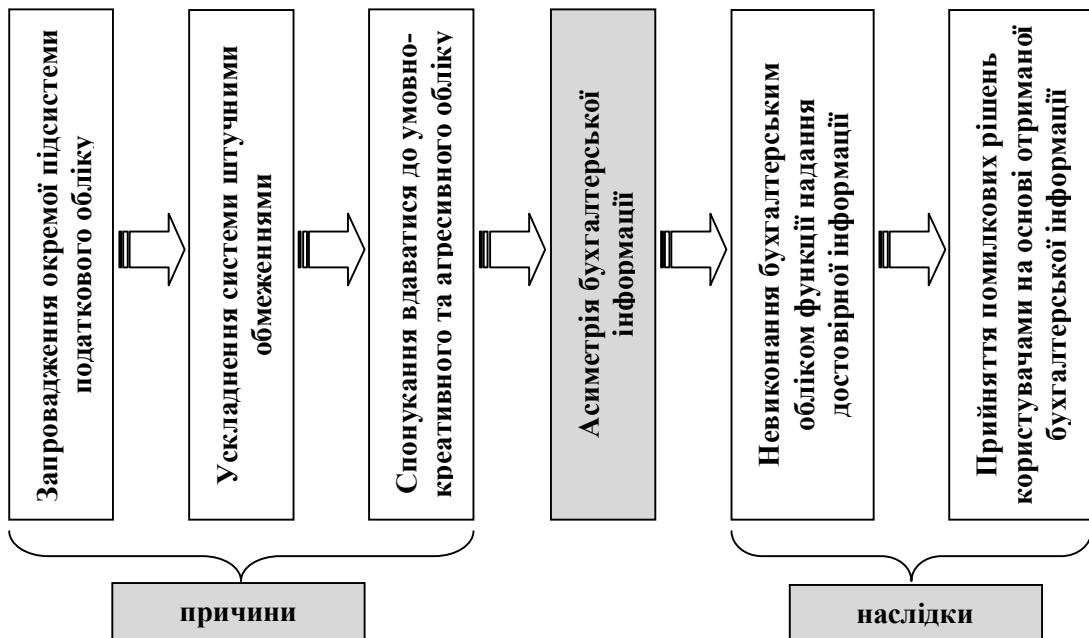 Запровадження окремої підсистеми
податкового обліку
Ускладнення системи штучними
обмеженнями
Спонукання вдаватися до умовно-
креативного та агресивного обліку
Асиметрія бухгалтерської
інформації
Невиконання бухгалтерським
обліком функції надання
достовірної інформації
Прийняття помилкових рішень
користувачами на основі отриманої
бухгалтерської інформації
причини
наслідки